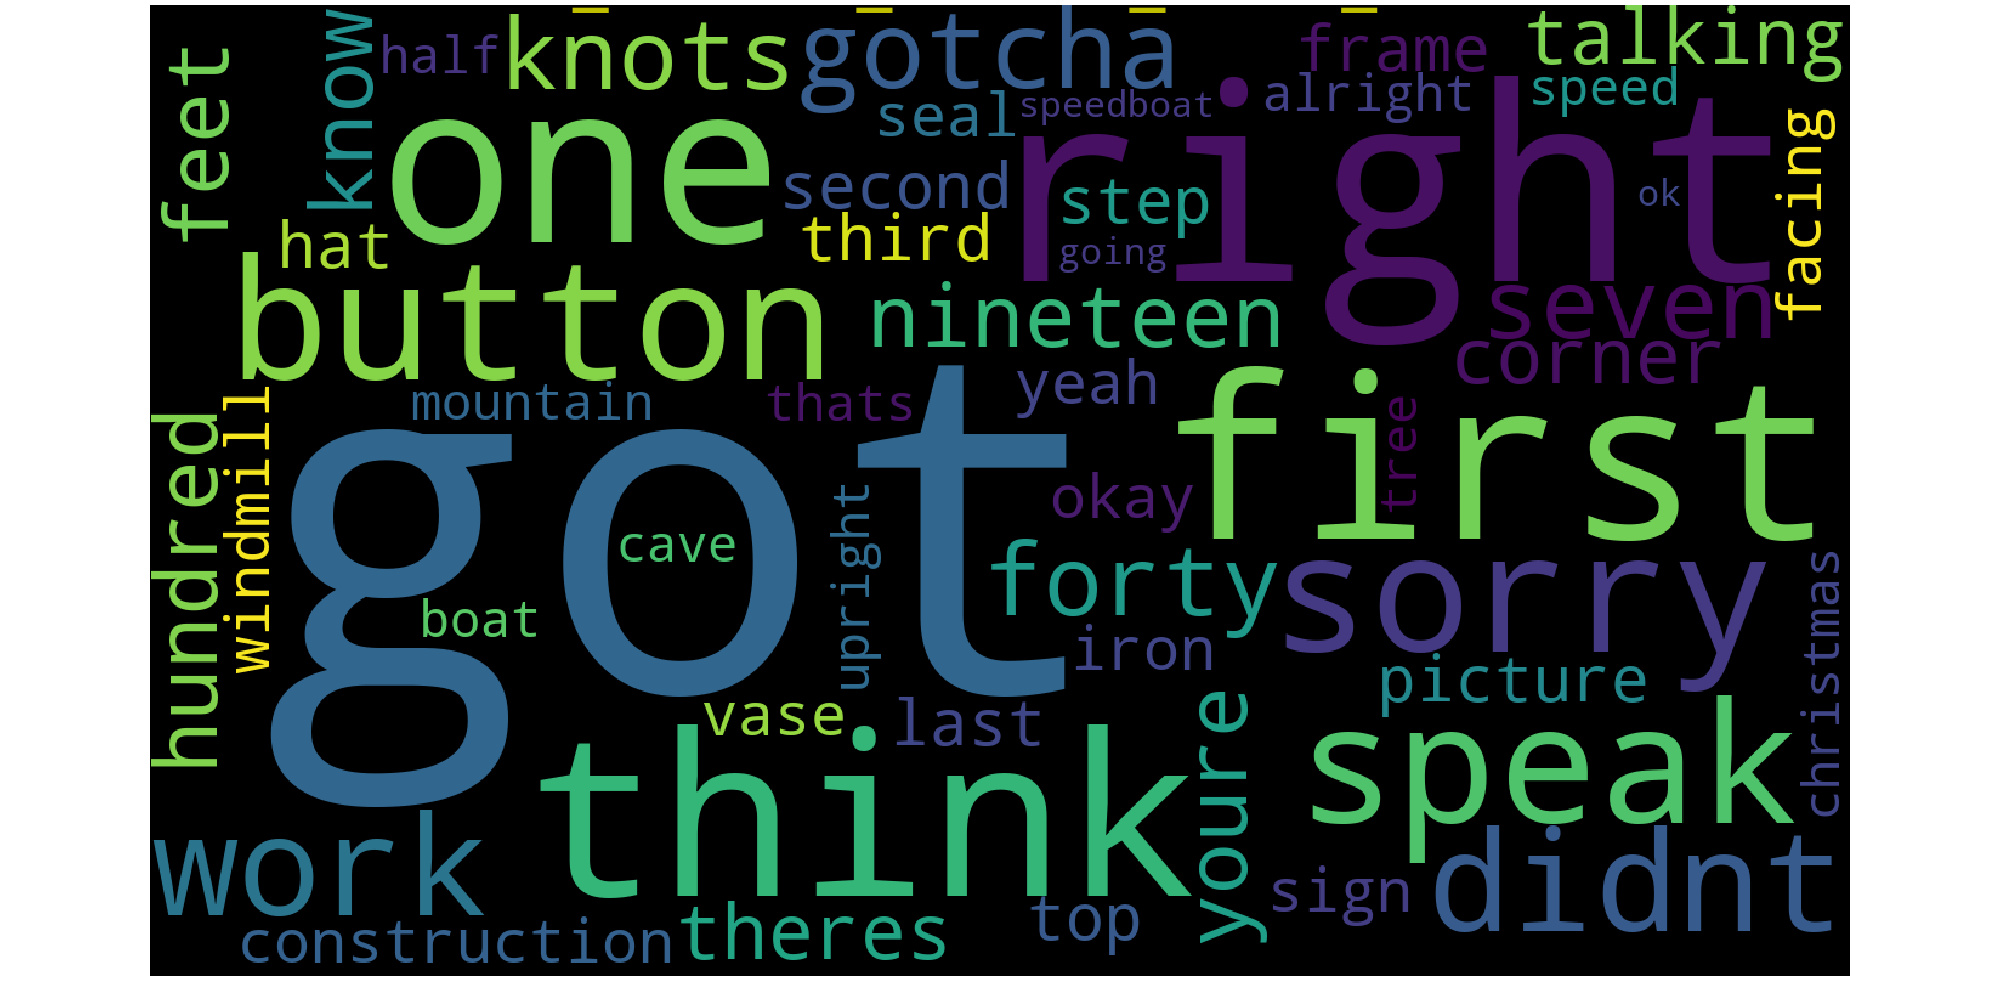 feet
know
half
knots
gotcha
frame
talking
seal
speedboat
alright
speed
one
right
facing
second
step
ok
hat
third
going
button
nineteen
seven
corner
mountain
thats
yeah
first
tree
hundred
windmill
got
cave
upright
okay
forty
sorry
boat
iron
christmas
picture
vase
last
youre
think
speak
work
sign
didnt
construction
theres
top